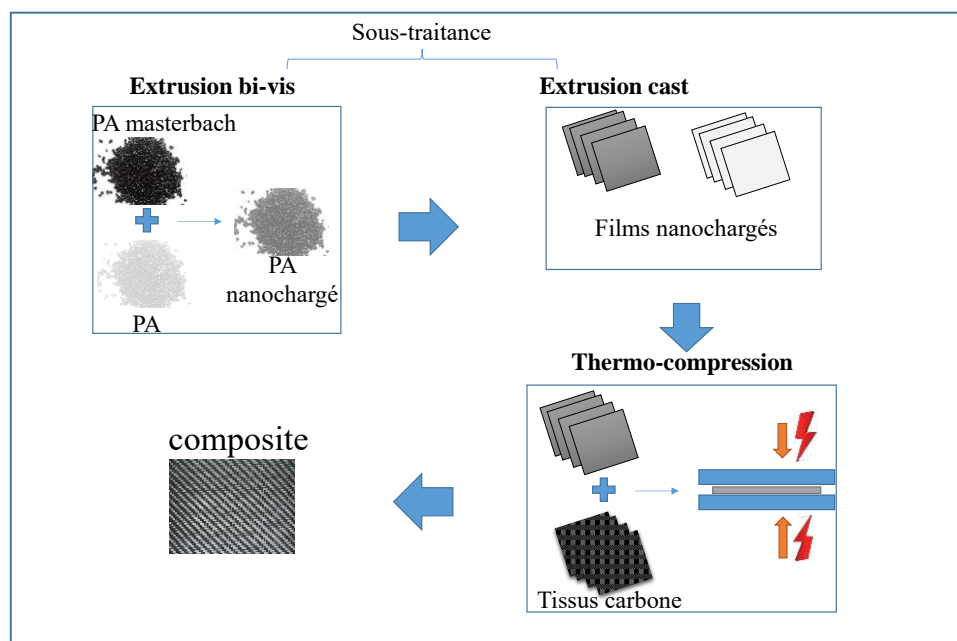 Sous-traitance
Extrusion bi-vis
PA masterbach
PA
nanochargé
PA
Extrusion cast
Films nanochargés
Thermo-compression
Tissus carbone
composite